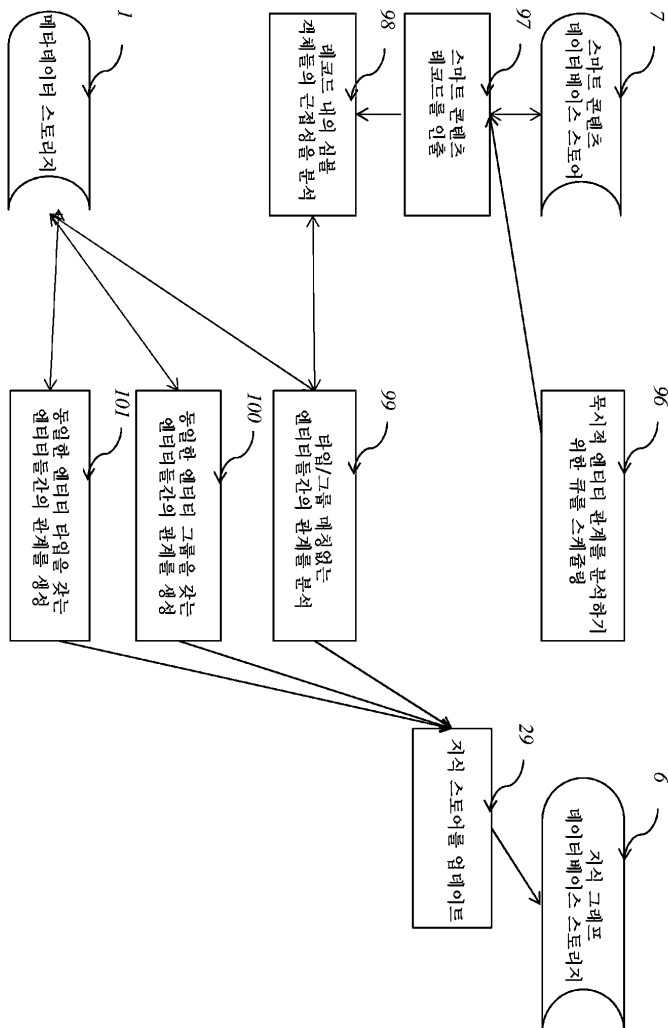 7
스마트 콘텐츠
데이터베이스 스토어
96
묵시적 엔티티 관계를 분석하기
위한 큐를 스케쥴링
6
지식 그래프
데이터베이스 스토리지
97
스마트 콘텐츠
레코드를 인출
29
지식 스토어를 업데이트
98
레코드 내의 심볼
객체들의 근접성을 분석
99
타입/그룹 매칭없는
엔티티들간의 관계를 분석
100
동일한 엔티티 그룹을 갖는
엔티티들간의 관계를 생성
1
메타데이터 스토리지
101
동일한 엔티티 타입을 갖는
엔티티들간의 관계를 생성